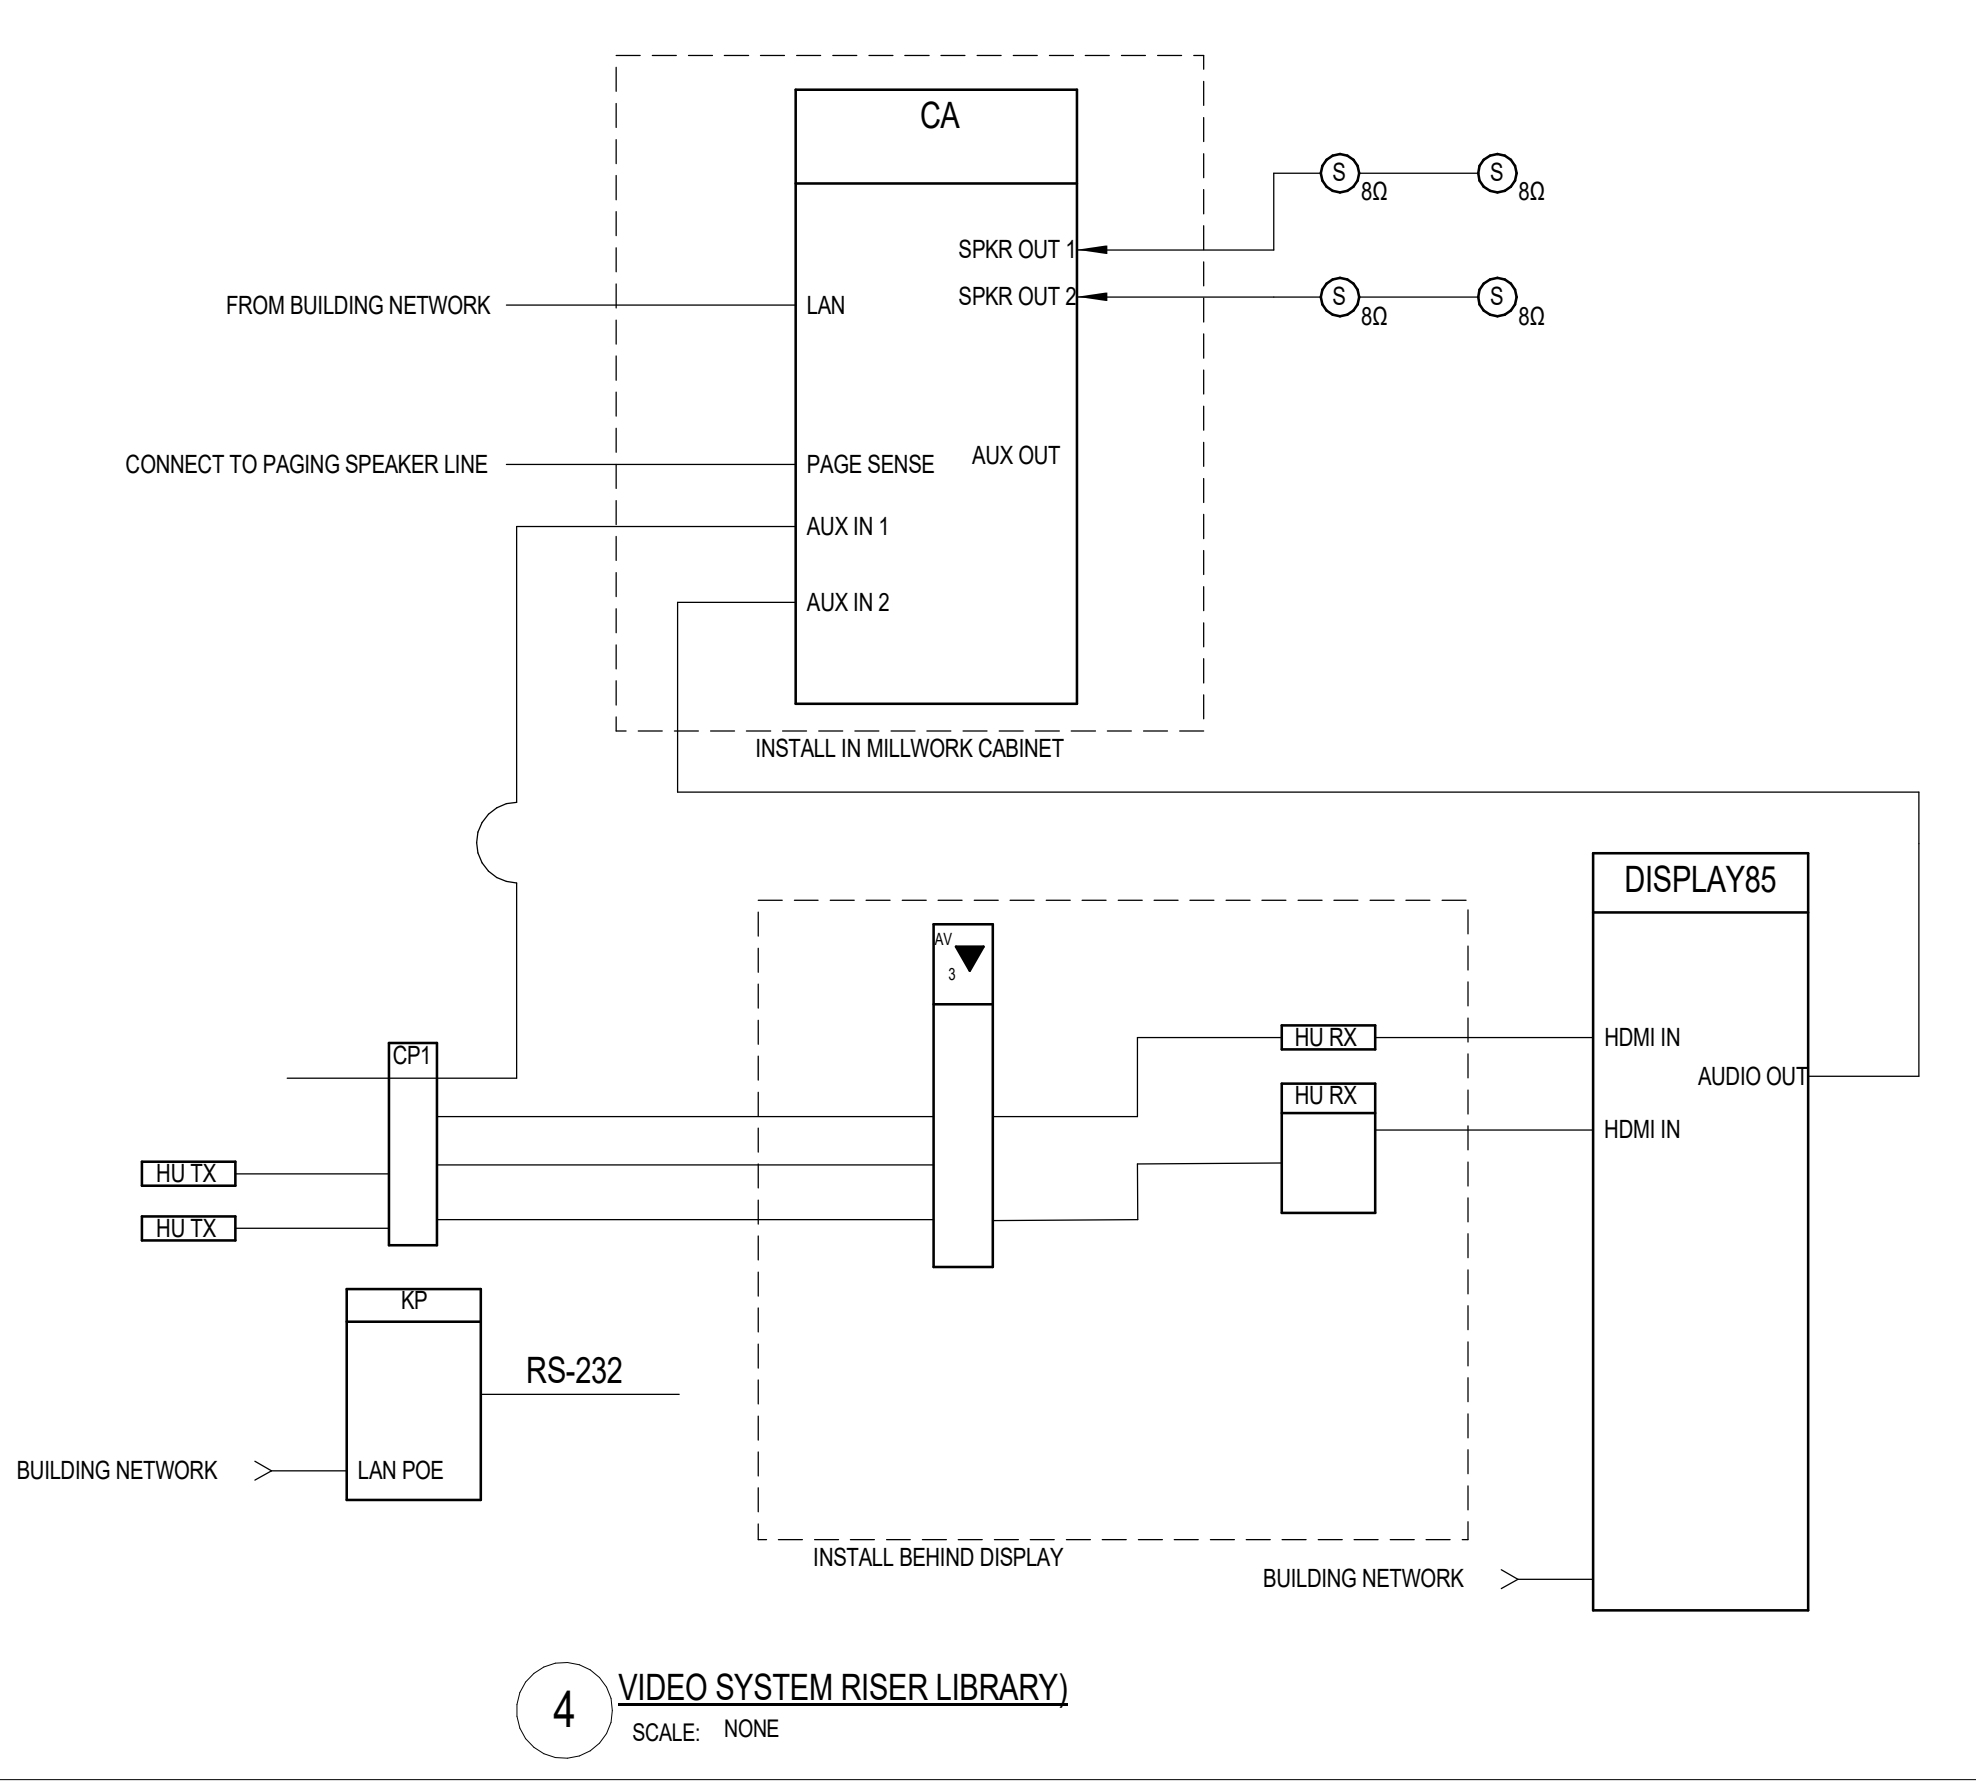 CA
S
8Ω
S
8Ω
SPKR OUT 1
SPKR OUT 2
S
8Ω
S
8Ω
FROM BUILDING NETWORK
LAN
CONNECT TO PAGING SPEAKER LINE
PAGE SENSE
AUX OUT
AUX IN 1
AUX IN 2
INSTALL IN MILLWORK CABINET
DISPLAY85
AV
3
CP1
HU RX
HDMI IN
AUDIO OUT
HU RX
HDMI IN
HU TX
HU TX
KP
RS-232
BUILDING NETWORK
LAN POE
INSTALL BEHIND DISPLAY
BUILDING NETWORK
4
VIDEO SYSTEM RISER LIBRARY)
SCALE: NONE